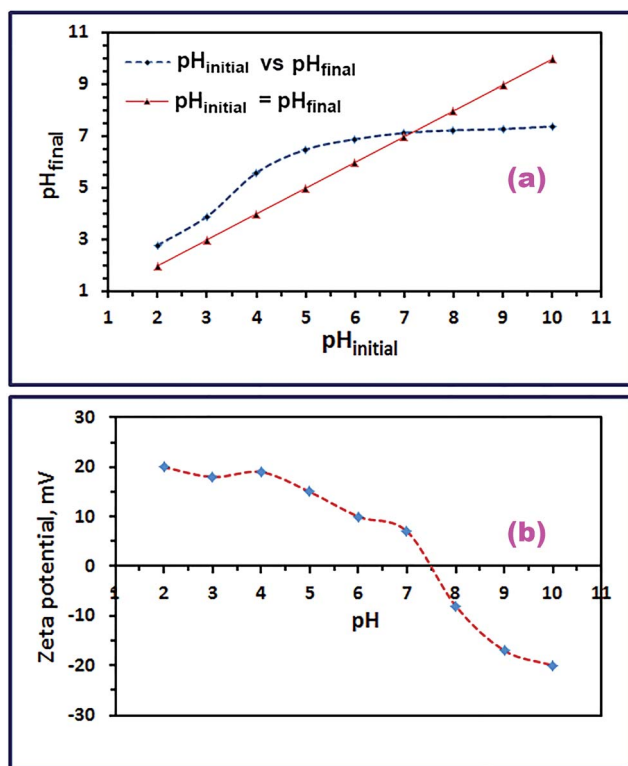 11
9
7
5
3
1
pHfinal
pHinitial vs pHfinal
pHinitial = pHfinal
(a)
1 2 3 4 5 6 7 8 9 10 11
pHinitial
30
20
10
0
-10
-20
-30
Zeta potential, mV
(b)
1 2 3 4 5 6 7 8 9 10 11
pH